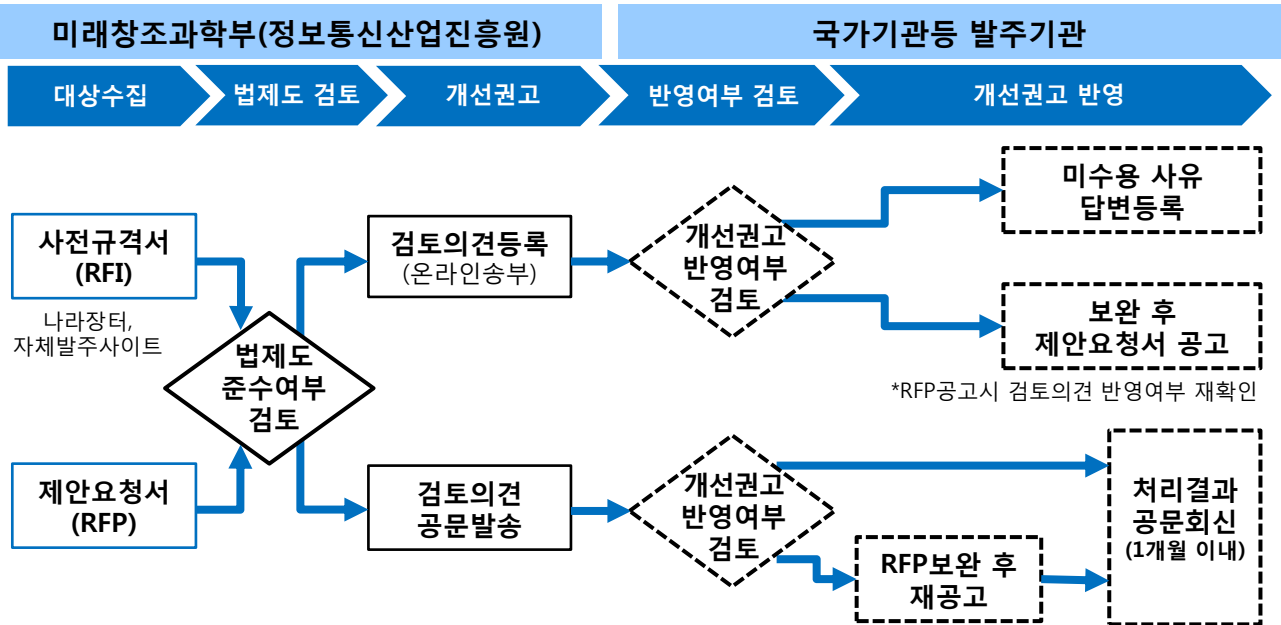 미래창조과학부(정보통신산업진흥원)
국가기관등 발주기관
대상수집
법제도 검토
개선권고
반영여부 검토
개선권고 반영
사전규격서
(RFI)
나라장터,
자체발주사이트
제안요청서
(RFP)
법제도
준수여부
검토
검토의견등록
(온라인송부)
검토의견
공문발송
개선권고
반영여부
검토
미수용 사유
답변등록
보완 후
제안요청서 공고
*RFP공고시 검토의견 반영여부 재확인
개선권고
반영여부
검토
RFP보완 후
재공고
처리결과
공문회신
(1개월 이내)